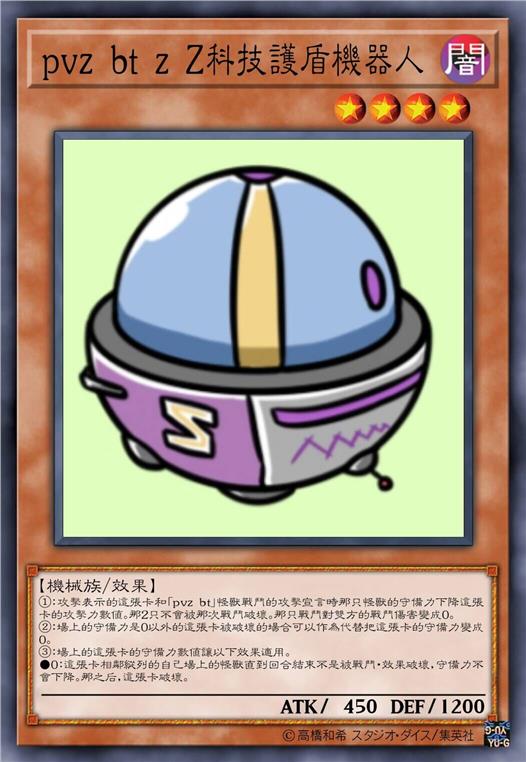 pvz bt z Z科技護盾機器人
闇
S
【機械族/效果】
①：攻擊表示的這張卡和「pvz bt」怪獸戰鬥的攻擊宣言時那只怪獸的守備力下降這張
卡的攻擊力數值。那2只不會被那次戰鬥破壞。那只戰鬥對雙方的戰鬥傷害變成0。
②：場上的守備力是0以外的這張卡被破壞的場合可以作為代替把這張卡的守備力變成
0。
③：場上的這張卡的守備力數值讓以下效果適用。
●0：這張卡相鄰縱列的自己場上的怪獸直到回合結束不是被戰鬥·效果破壞，守備力不
會下降。那之后，這張卡破壞。
ATK/ 450 DEF/1200
©高橋和希 スタジオ・ダイス/集英社
YU-G